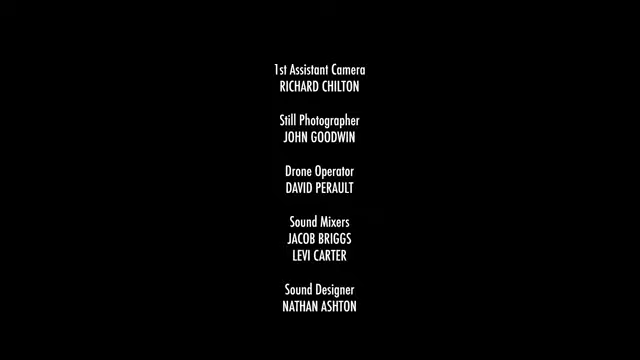 1st Assistant Camera
RICHARD CHILTON
Still Photographer
JOHN GOODWIN
Drone Operator
DAVID PERAULT
Sound Mixers
JACOB BRIGGS
LEVI CARTER
Sound Designer
NATHAN ASHTON